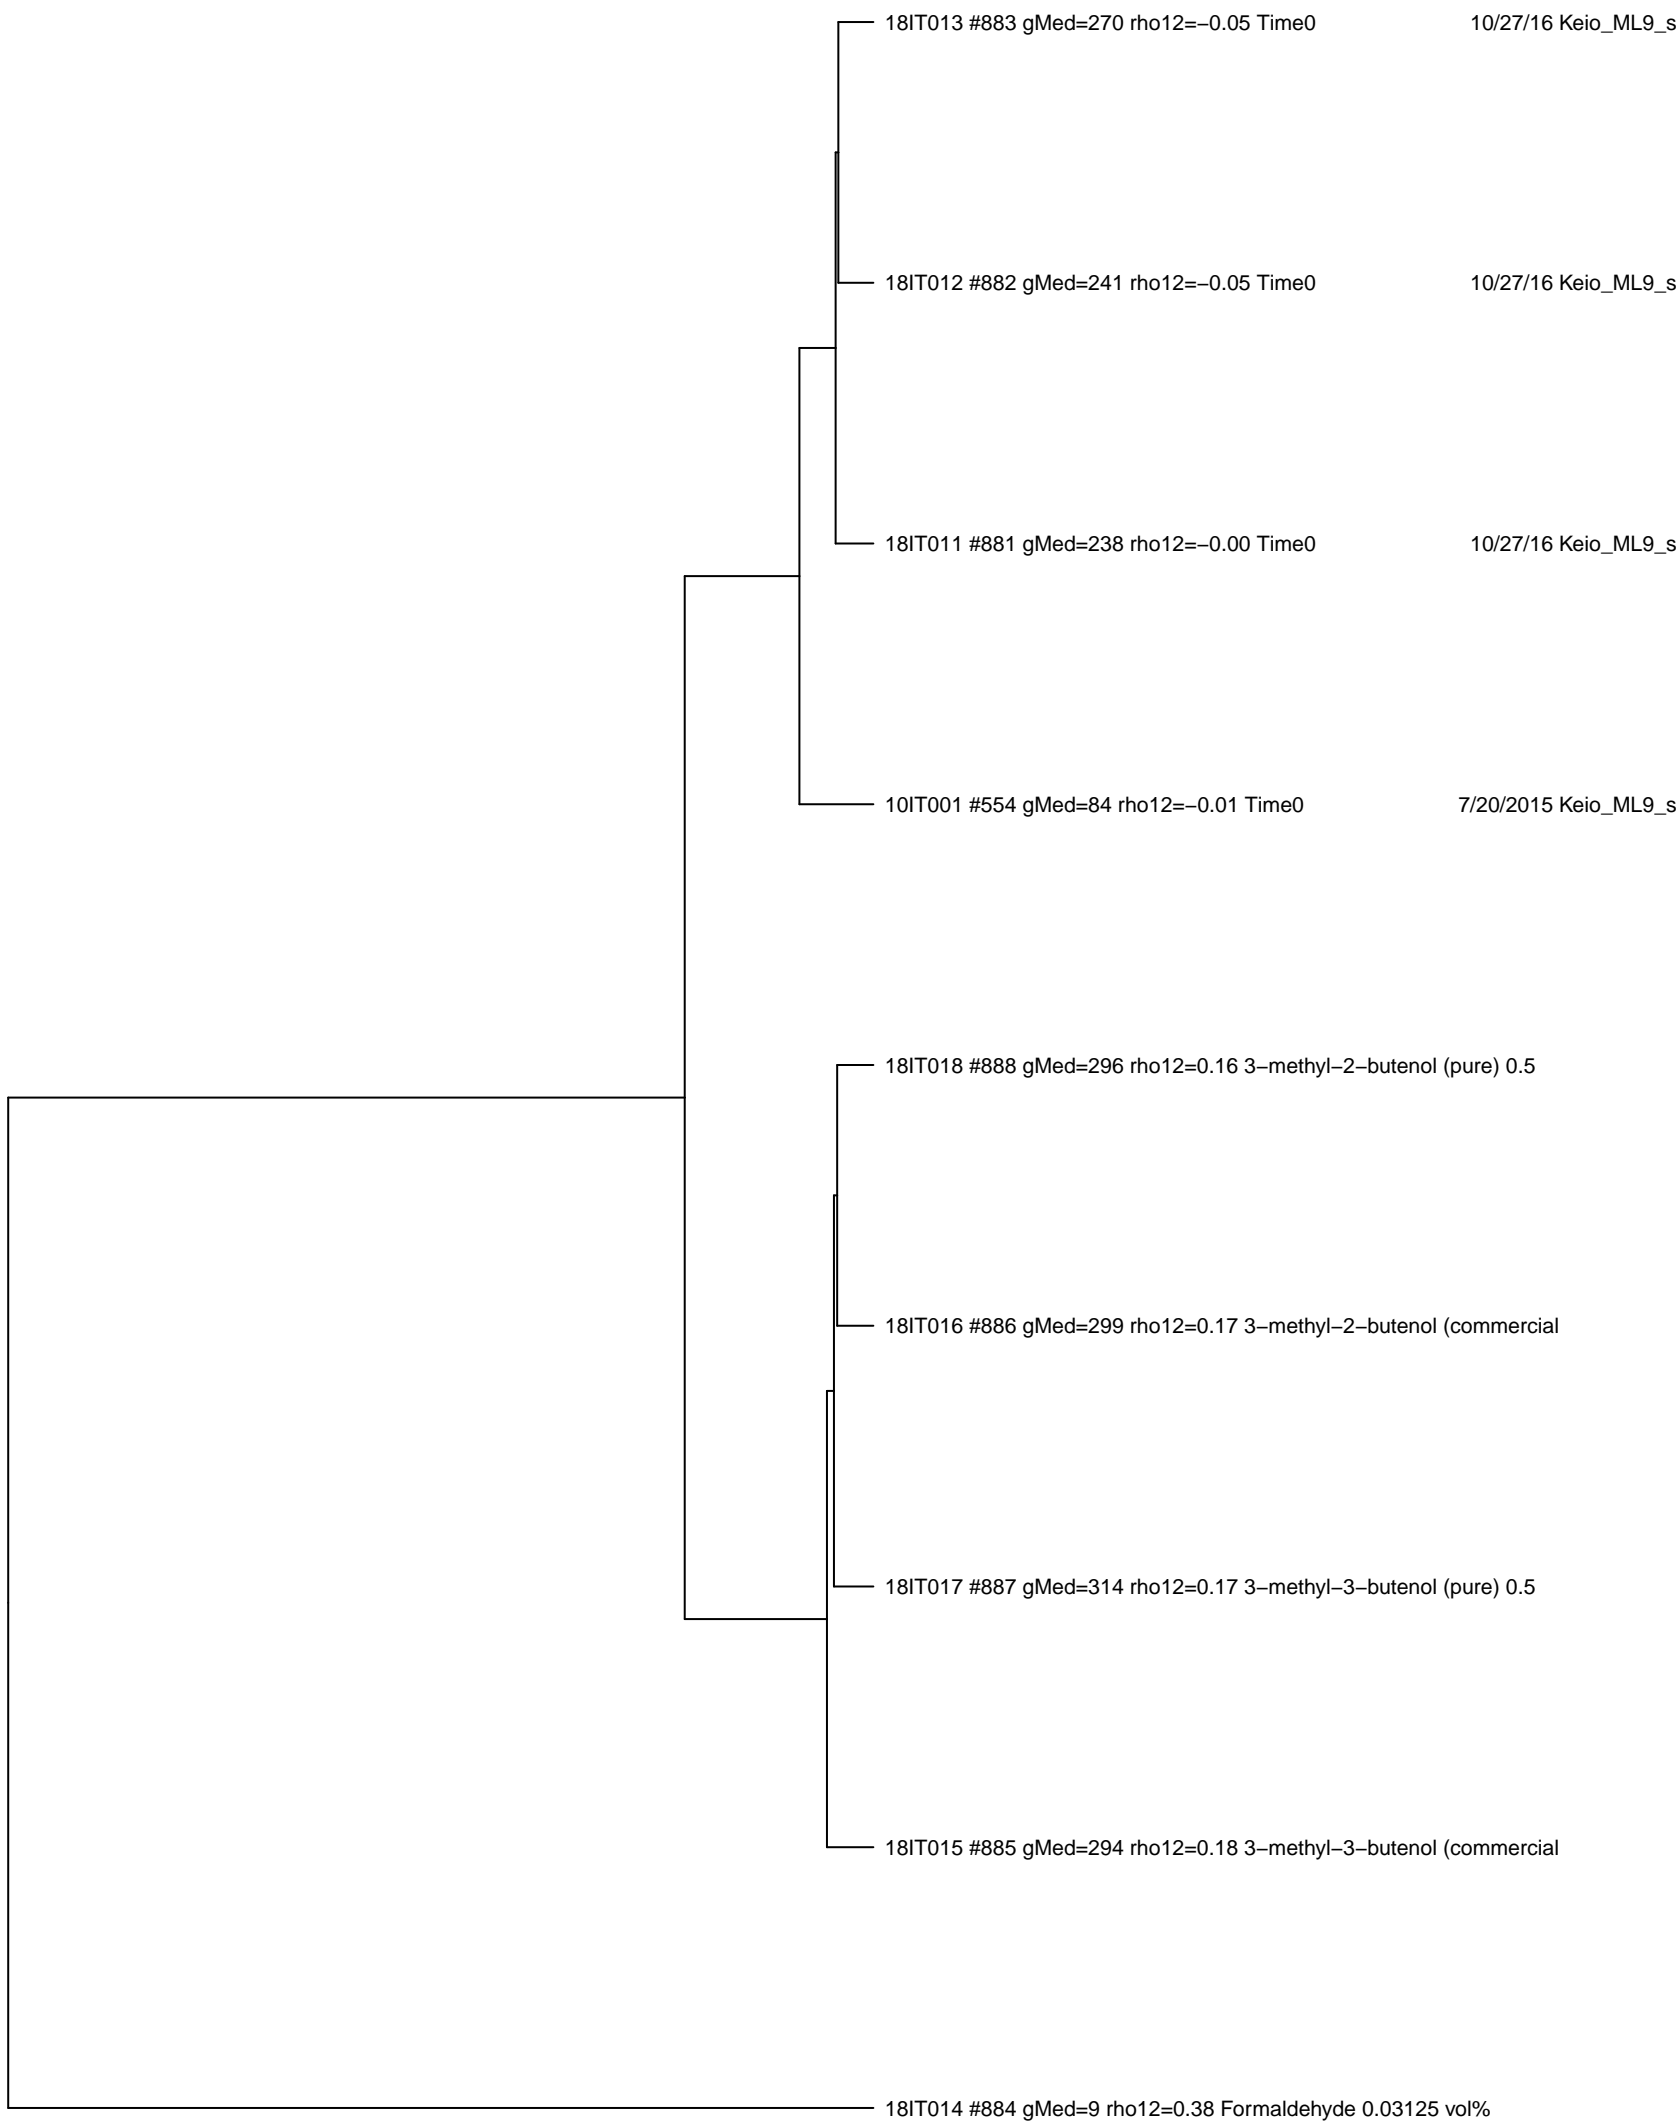 18IT013 #883 gMed=270 rho12=−0.05 Time0 10/27/16 Keio_ML9_s
18IT012 #882 gMed=241 rho12=−0.05 Time0 10/27/16 Keio_ML9_s
18IT011 #881 gMed=238 rho12=−0.00 Time0 10/27/16 Keio_ML9_s
10IT001 #554 gMed=84 rho12=−0.01 Time0 7/20/2015 Keio_ML9_s
18IT018 #888 gMed=296 rho12=0.16 3−methyl−2−butenol (pure) 0.5
18IT016 #886 gMed=299 rho12=0.17 3−methyl−2−butenol (commercial
18IT017 #887 gMed=314 rho12=0.17 3−methyl−3−butenol (pure) 0.5
18IT015 #885 gMed=294 rho12=0.18 3−methyl−3−butenol (commercial
18IT014 #884 gMed=9 rho12=0.38 Formaldehyde 0.03125 vol%